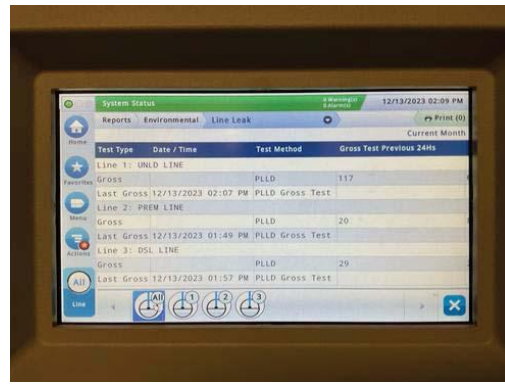 System Status
0 Warning(s)
0 Alarm(s)
12/13/2023 02:09 PM
Home
Reports Environmental Line Leak
Print (0)
Current Month
Test Type Date / Time Test Method Gross Test Previous 24Hs
Line 1: UNLD LINE
Favorites
Gross PLLD 117
Last Gross 12/13/2023 02:07 PM PLLD Gross Test
Line 2: PREM LINE
Menu
Gross PLLD 20
Last Gross 12/13/2023 01:49 PM PLLD Gross Test
Line 3: DSL LINE
Actions
Gross PLLD 29
Last Gross 12/13/2023 01:57 PM PLLD Gross Test
All
Line
All 1 2 3